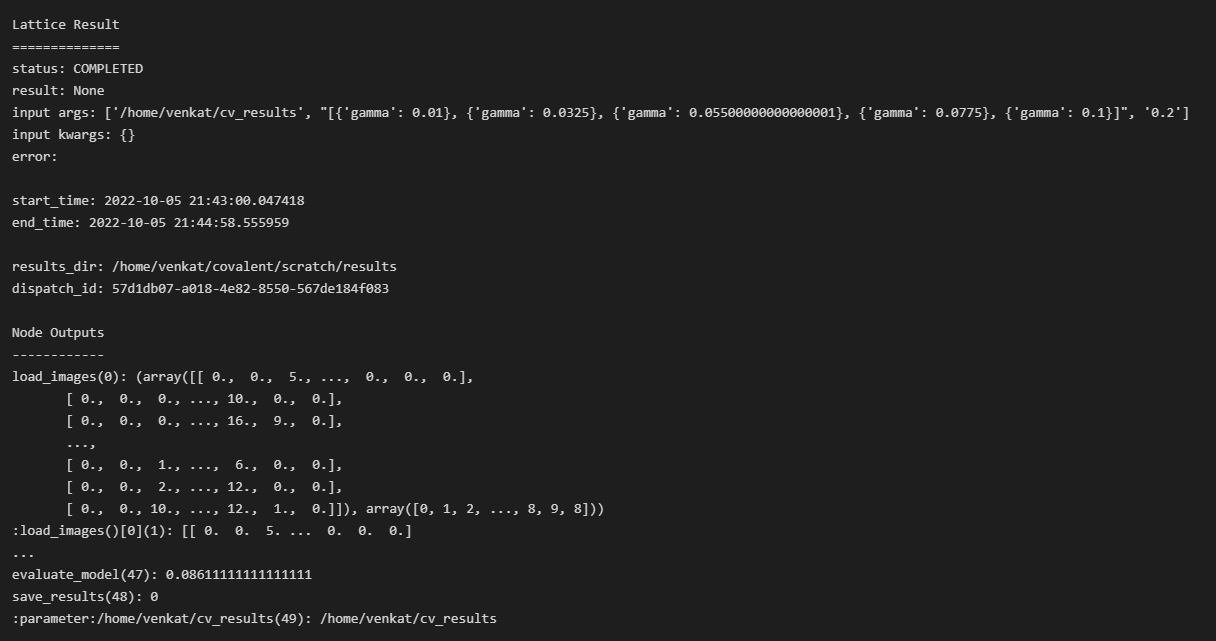 Lattice Result
==============
status: COMPLETED
result: None
input args: ['/home/venkat/cv_results', "[{'gamma': 0.01}, {'gamma': 0.0325}, {'gamma': 0.05500000000000001}, {'gamma': 0.0775}, {'gamma': 0.1}]", '0.2']
input kwargs: {}
error:

start_time: 2022-10-05 21:43:00.047418
end_time: 2022-10-05 21:44:58.555959

results_dir: /home/venkat/covalent/scratch/results
dispatch_id: 57d1db07-a018-4e82-8550-567de184f083

Node Outputs
------------
load_images(0): (array([[ 0.,  0.,  5., ...,  0.,  0.,  0.],
       [ 0.,  0.,  0., ..., 10.,  0.,  0.],
       [ 0.,  0.,  0., ..., 16.,  9.,  0.],
       ...,
       [ 0.,  0.,  1., ...,  6.,  0.,  0.],
       [ 0.,  0.,  2., ..., 12.,  0.,  0.],
       [ 0.,  0., 10., ..., 12.,  1.,  0.]]), array([0, 1, 2, ..., 8, 9, 8]))
:load_images()[0](1): [[ 0.  0.  5. ...  0.  0.  0.]
...
evaluate_model(47): 0.08611111111111111
save_results(48): 0
:parameter:/home/venkat/cv_results(49): /home/venkat/cv_results